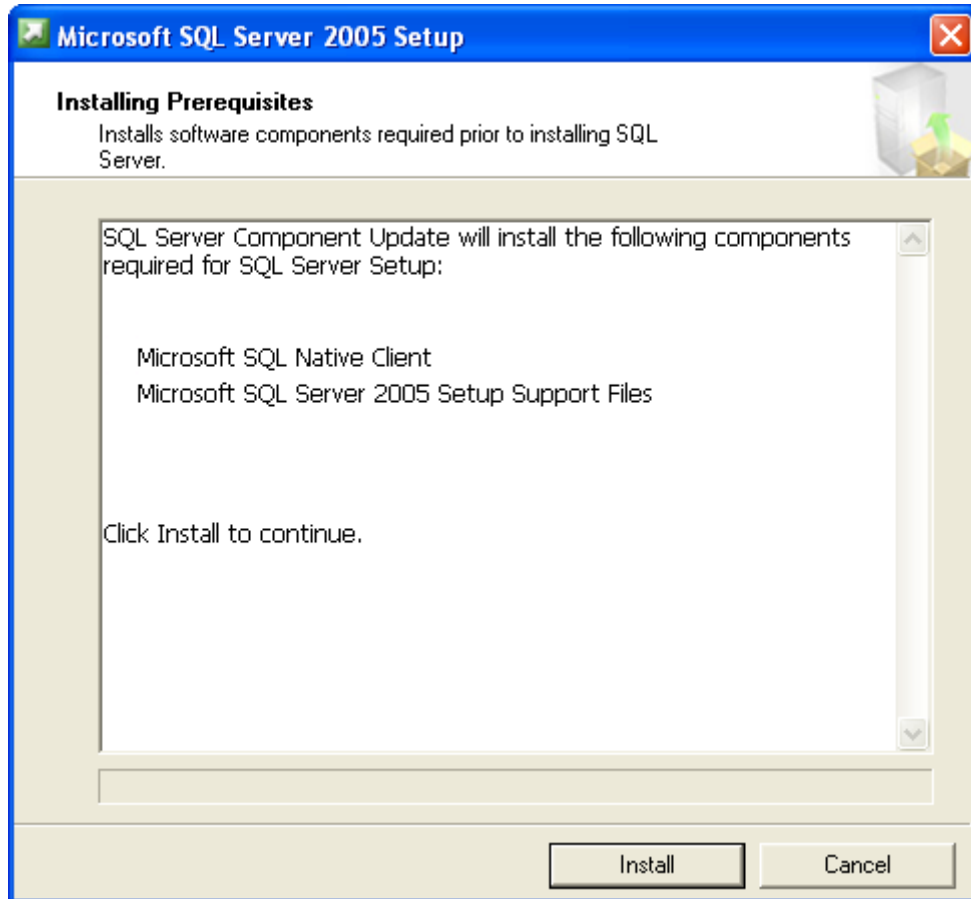 Microsoft SQL Server 2005 Setup
Installing Prerequisites
Installs software components required prior to installing SQL
Server.
SQL Server Component Update will install the following components
required for SQL Server Setup:
Microsoft SQL Native Client
Microsoft SQL Server 2005 Setup Support Files
Click Install to continue.
Install
Cancel